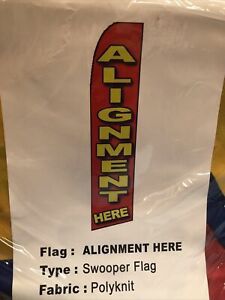 ALIGNMENT
HERE
Flag : ALIGNMENT HERE
Type : Swooper Flag
Fabric : Polyknit